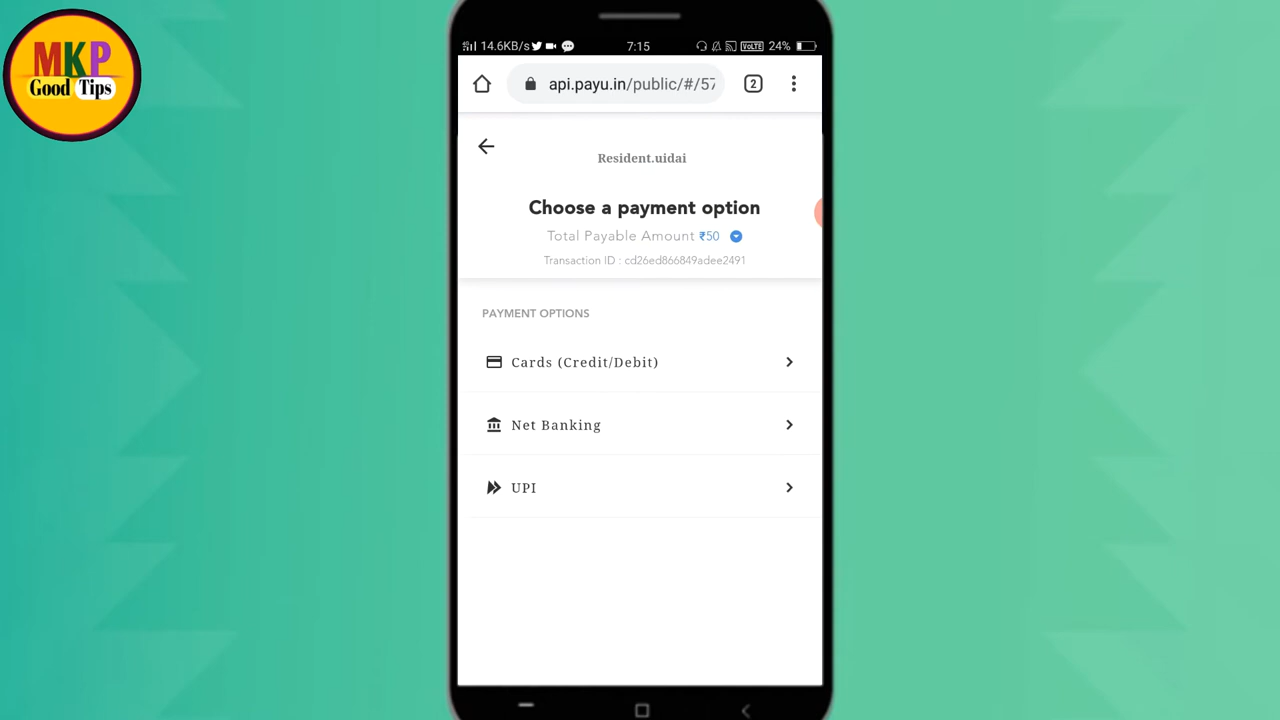 MKP
Good Tips
14.6KB/s
7:15
VoLTE
24%
api.payu.in/public/#/57
2
Resident.uidai
Choose a payment option
Total Payable Amount ₹50
Transaction ID : cd26ed866849adee2491
PAYMENT OPTIONS
Cards (Credit/Debit)
Net Banking
UPI